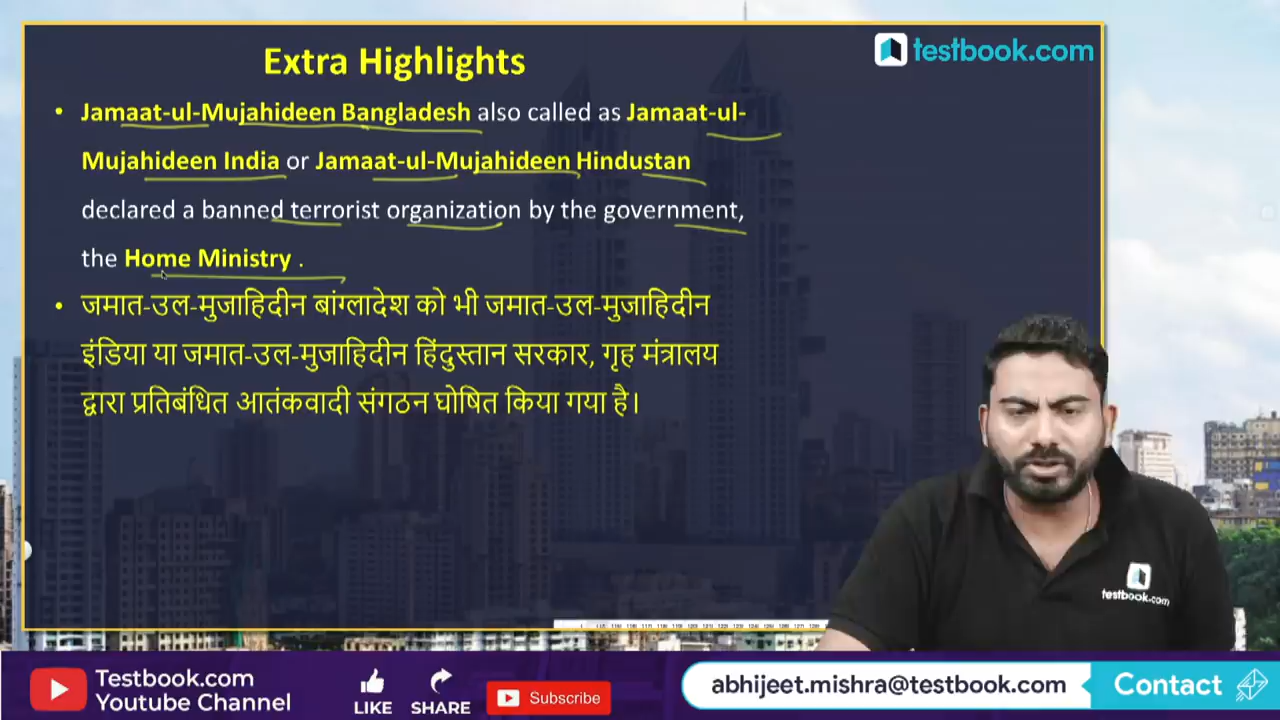 Extra Highlights
testbook.com
• Jamaat-ul-Mujahideen Bangladesh also called as Jamaat-ul-
Mujahideen India or Jamaat-ul-Mujahideen Hindustan
declared a banned terrorist organization by the government,
the Home Ministry .
• जमात-उल-मुजाहिदीन बांग्लादेश को भी जमात-उल-मुजाहिदीन
इंडिया या जमात-उल-मुजाहिदीन हिंदुस्तान सरकार, गृह मंत्रालय
द्वारा प्रतिबंधित आतंकवादी संगठन घोषित किया गया है।
testbook.com
Testbook.com
Youtube Channel
LIKE
SHARE
Subscribe
abhijeet.mishra@testbook.com
Contact